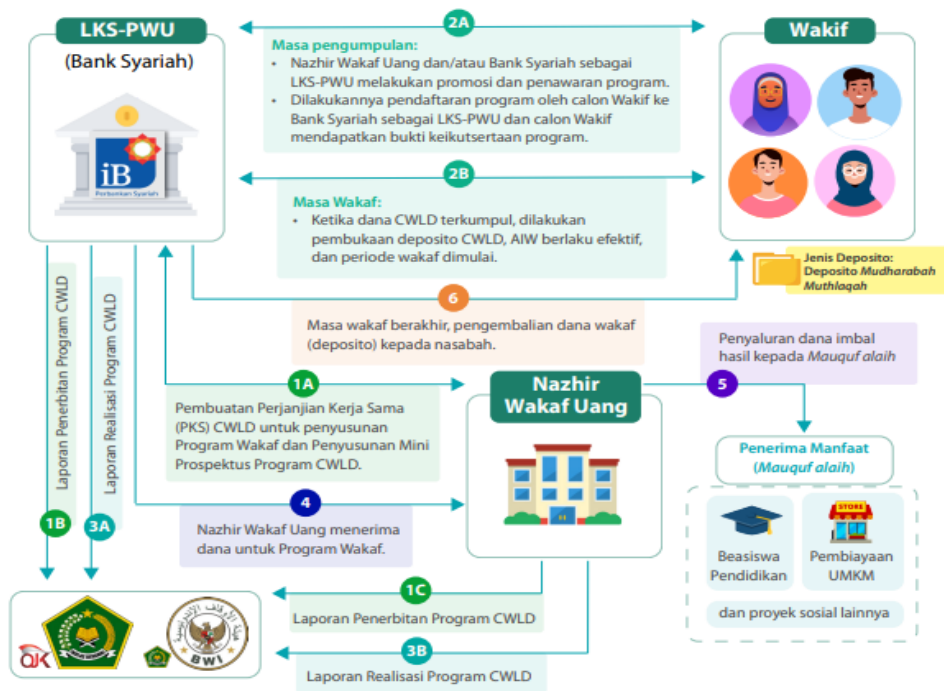 LKS-PWU
(Bank Syariah)
iB
Perbankan Syariah
2A
Masa pengumpulan:
• Nazhir Wakaf Uang dan/atau Bank Syariah sebagai
LKS-PWU melakukan promosi dan penawaran program.
• Dilakukannya pendaftaran program oleh calon Wakif ke
Bank Syariah sebagai LKS-PWU dan calon Wakif
mendapatkan bukti keikutsertaan program.
Wakif
2B
Masa Wakaf:
• Ketika dana CWLD terkumpul, dilakukan
pembukaan deposito CWLD, AIW berlaku efektif,
dan periode wakaf dimulai.
Jenis Deposito:
Deposito Mudharabah
Muthlaqah
6
Masa wakaf berakhir, pengembalian dana wakaf
(deposito) kepada nasabah.
Laporan Penerbitan Program CWLD
1B
Laporan Realisasi Program CWLD
3A
1A
Pembuatan Perjanjian Kerja Sama
(PKS) CWLD untuk penyusunan
Program Wakaf dan Penyusunan Mini
Prospektus Program CWLD.
Nazhir
Wakaf Uang
Penyaluran dana imbal
hasil kepada Mauquf alaih
5
4
Nazhir Wakaf Uang menerima
dana untuk Program Wakaf.
Penerima Manfaat
(Mauquf alaih)
Beasiswa
Pendidikan
STORE
Pembiayaan
UMKM
dan proyek sosial lainnya
1C
Laporan Penerbitan Program CWLD
3B
Laporan Realisasi Program CWLD
OJK
BWI